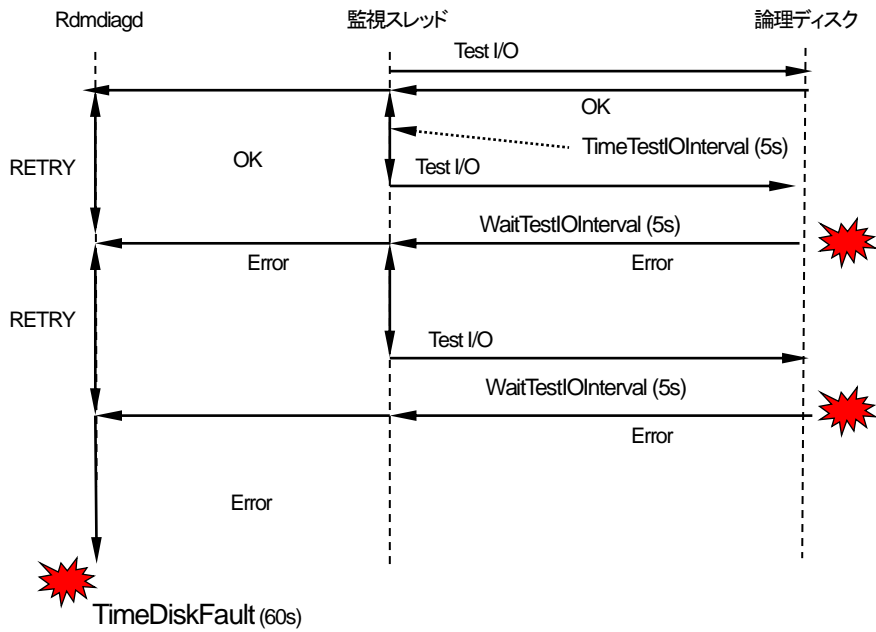 Rdmdiagd
監視スレッド
論理ディスク
Test I/O
OK
TimeTestIOInterval (5s)
OK
RETRY
Test I/O
WaitTestIOInterval (5s)
Error
Error
RETRY
Test I/O
WaitTestIOInterval (5s)
Error
Error
TimeDiskFault (60s)